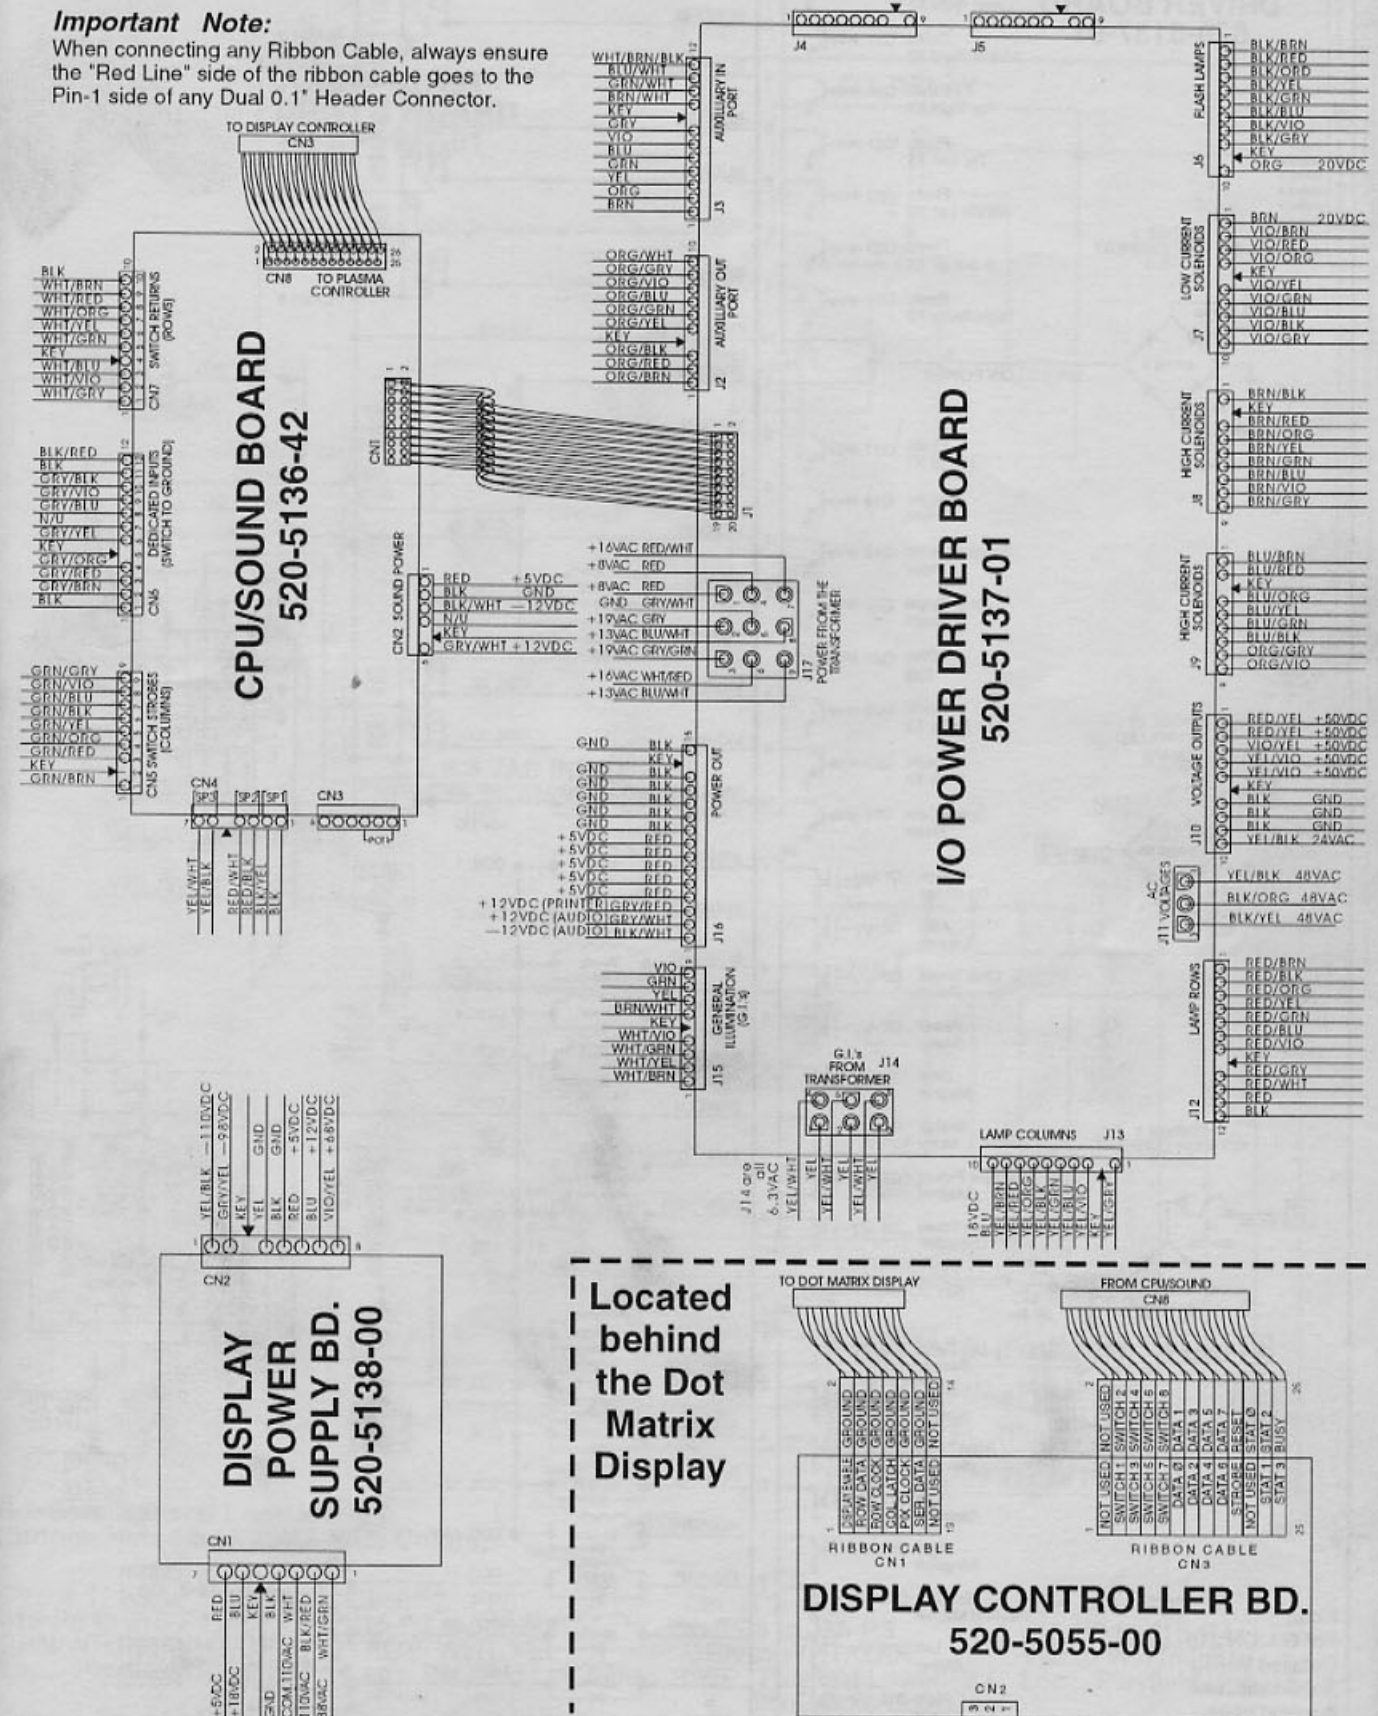 Important Note:
When connecting any Ribbon Cable, always ensure
the "Red Line" side of the ribbon cable goes to the
Pin-1 side of any Dual 0.1" Header Connector.
TO DISPLAY CONTROLLER
CN3
CN8
TO PLASMA
CONTROLLER
CPU/SOUND BOARD
520-5136-42
BLK
WHT/BRN
WHT/RED
WHT/ORG
WHT/YEL
WHT/GRN
KEY
WHT/BLU
WHT/VIO
WHT/GRY
CN7
SWITCH RETURNS
(ROWS)
BLK/RED
BLK
GRY/BLK
GRY/VIO
GRY/BLU
N/U
GRY/YEL
KEY
GRY/ORG
GRY/RED
GRY/BRN
BLK
CN6
DEDICATED INPUTS
(SWITCH TO GROUND)
GRN/GRY
GRN/VIO
GRN/BLU
GRN/BLK
GRN/YEL
GRN/ORG
GRN/RED
KEY
GRN/BRN
CN5 SWITCH STROBES
(COLUMNS)
CN4
SP3 SP2 SP1
YEL/WHT
YEL/BLK
RED/WHT
RED/BLK
BLK/YEL
BLK
CN3
CN1
CN2 SOUND POWER
RED +5VDC
BLK GND
BLK/WHT —12VDC
N/U
KEY
GRY/WHT +12VDC
I/O POWER DRIVER BOARD
520-5137-01
J4
J5
WHT/BRN/BLK
BLU/WHT
GRN/WHT
BRN/WHT
KEY
GRY
VIO
BLU
GRN
YEL
ORG
BRN
J3
AUXILLIARY IN
PORT
ORG/WHT
ORG/GRY
ORG/VIO
ORG/BLU
ORG/GRN
ORG/YEL
KEY
ORG/BLK
ORG/RED
ORG/BRN
J2
AUXILLIARY OUT
PORT
J1
+16VAC RED/WHT
+8VAC RED
+8VAC RED
GND GRY/WHT
+19VAC GRY
+13VAC BLU/WHT
+19VAC GRY/GRN
+16VAC WHT/RED
+13VAC BLU/WHT
J17
POWER FROM THE
TRANSFORMER
GND BLK
KEY
GND BLK
GND BLK
GND BLK
GND BLK
GND BLK
+5VDC RED
+5VDC RED
+5VDC RED
+5VDC RED
+5VDC RED
+12VDC (PRINTER) GRY/RED
+12VDC (AUDIO) GRY/WHT
—12VDC (AUDIO) BLK/WHT
J16
POWER OUT
VIO
GRN
YEL
BRN/WHT
KEY
WHT/VIO
WHT/GRN
WHT/YEL
WHT/BRN
J15
GENERAL
ILLUMINATION
(G.I.'s)
G.I.'s
FROM
TRANSFORMER
J14
J14 are
all
6.3VAC
YEL/WHT
YEL
YEL/WHT
YEL
YEL/WHT
YEL
LAMP COLUMNS J13
18VDC
BLU
YEL/BRN
YEL/RED
YEL/ORG
YEL/BLK
YEL/GRN
YEL/BLU
YEL/VIO
KEY
YEL/GRY
J6
FLASH LAMPS
BLK/BRN
BLK/RED
BLK/ORD
BLK/YEL
BLK/GRN
BLK/BLU
BLK/VIO
BLK/GRY
KEY
ORG 20VDC
J7
LOW CURRENT
SOLENOIDS
BRN 20VDC
VIO/BRN
VIO/RED
VIO/ORG
KEY
VIO/YEL
VIO/GRN
VIO/BLU
VIO/BLK
VIO/GRY
J8
HIGH CURRENT
SOLENOIDS
BRN/BLK
KEY
BRN/RED
BRN/ORG
BRN/YEL
BRN/GRN
BRN/BLU
BRN/VIO
BRN/GRY
J9
HIGH CURRENT
SOLENOIDS
BLU/BRN
BLU/RED
KEY
BLU/ORG
BLU/YEL
BLU/GRN
BLU/BLK
ORG/GRY
ORG/VIO
J10
VOLTAGE OUTPUTS
RED/YEL +50VDC
RED/YEL +50VDC
VIO/YEL +50VDC
YEL/VIO +50VDC
YEL/VIO +50VDC
KEY
BLK GND
BLK GND
BLK GND
YEL/BLK 24VAC
AC
J11 VOLTAGES
YEL/BLK 48VAC
BLK/ORG 48VAC
BLK/YEL 48VAC
J12
LAMP ROWS
RED/BRN
RED/BLK
RED/ORG
RED/YEL
RED/GRN
RED/BLU
RED/VIO
KEY
RED/GRY
RED/WHT
RED
BLK
YEL/BLK —110VDC
GRY/YEL —98VDC
KEY
YEL GND
BLK GND
RED +5VDC
BLU +12VDC
VIO/YEL +68VDC
CN2
DISPLAY
POWER
SUPPLY BD.
520-5138-00
CN1
+5VDC RED
+18VDC BLU
KEY
GND BLK
COM.110VAC WHT
110VAC BLK/RED
88VAC WHT/GRN
Located
behind
the Dot
Matrix
Display
TO DOT MATRIX DISPLAY
DISPLAY ENABLE GROUND
ROW DATA GROUND
ROW CLOCK GROUND
COL. LATCH GROUND
PIX CLOCK GROUND
SER. DATA GROUND
NOT USED NOT USED
RIBBON CABLE
CN1
FROM CPU/SOUND
CN8
NOT USED NOT USED
SWITCH 1 SWITCH 2
SWITCH 3 SWITCH 4
SWITCH 5 SWITCH 6
SWITCH 7 SWITCH 8
DATA Ø DATA 1
DATA 2 DATA 3
DATA 4 DATA 5
DATA 6 DATA 7
STROBE RESET
NOT USED STAT Ø
STAT 1 STAT 2
STAT 3 BUSY
RIBBON CABLE
CN3
DISPLAY CONTROLLER BD.
520-5055-00
CN2
3 2 1